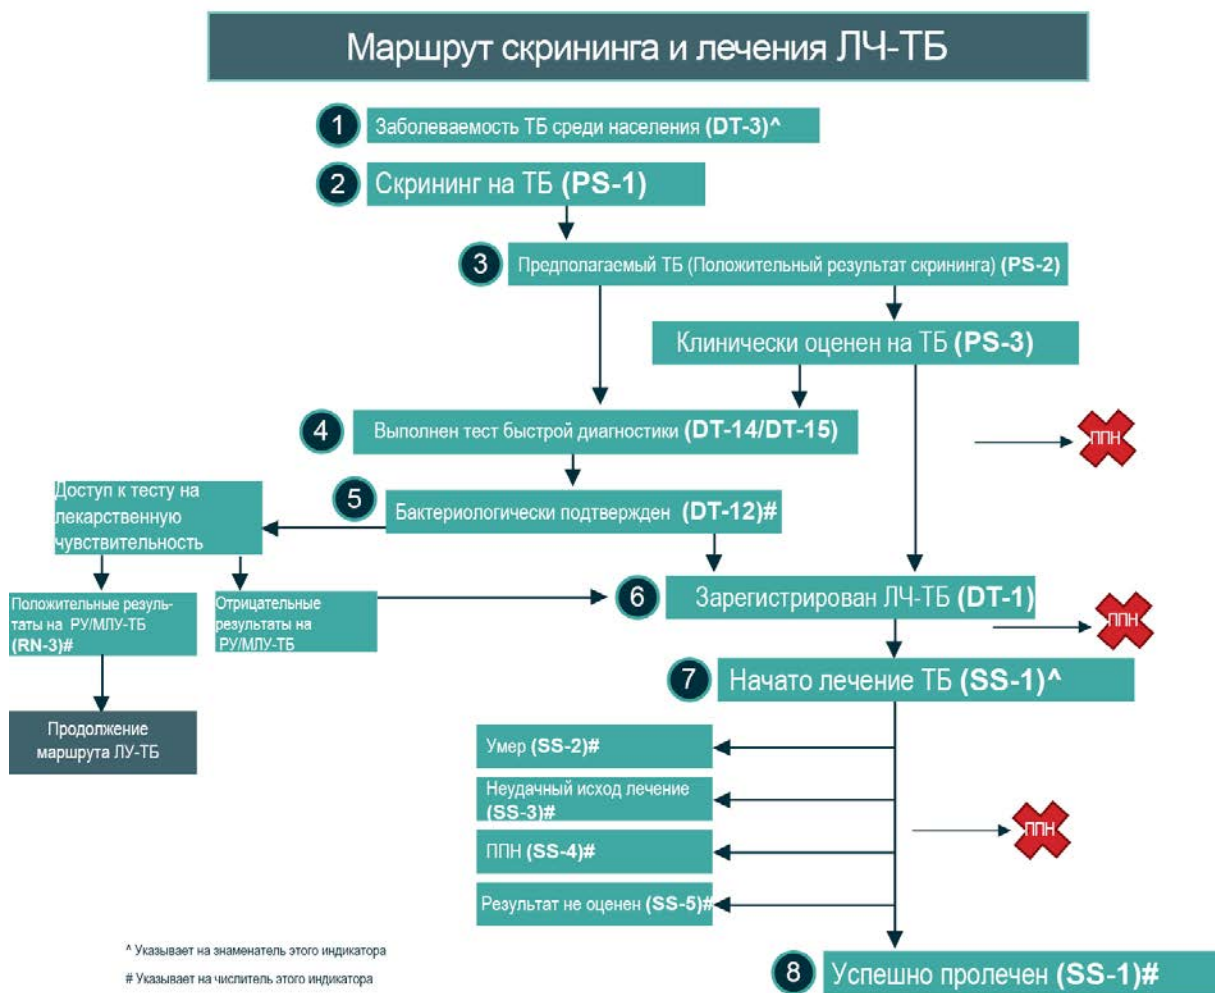 Маршрут скрининга и лечения ЛЧ-ТБ
1
Заболеваемость ТБ среди населения (DT-3)^
2
Скрининг на ТБ (PS-1)
3
Предполагаемый ТБ (Положительный результат скрининга) (PS-2)
Клинически оценен на ТБ (PS-3)
4
Выполнен тест быстрой диагностики (DT-14/DT-15)
ППН
5
Бактериологически подтвержден (DT-12)#
Доступ к тесту на
лекарственную
чувствительность
Положительные резуль-
таты на РУ/МЛУ-ТБ
(RN-3)#
Отрицательные
результаты на
РУ/МЛУ-ТБ
6
Зарегистрирован ЛЧ-ТБ (DT-1)
ППН
7
Начато лечение ТБ (SS-1)^
Продолжение
маршрута ЛУ-ТБ
Умер (SS-2)#
Неудачный исход лечение
(SS-3)#
ППН
ППН (SS-4)#
Результат не оценен (SS-5)#
8
Успешно пролечен (SS-1)#
^ Указывает на знаменатель этого индикатора
# Указывает на числитель этого индикатора